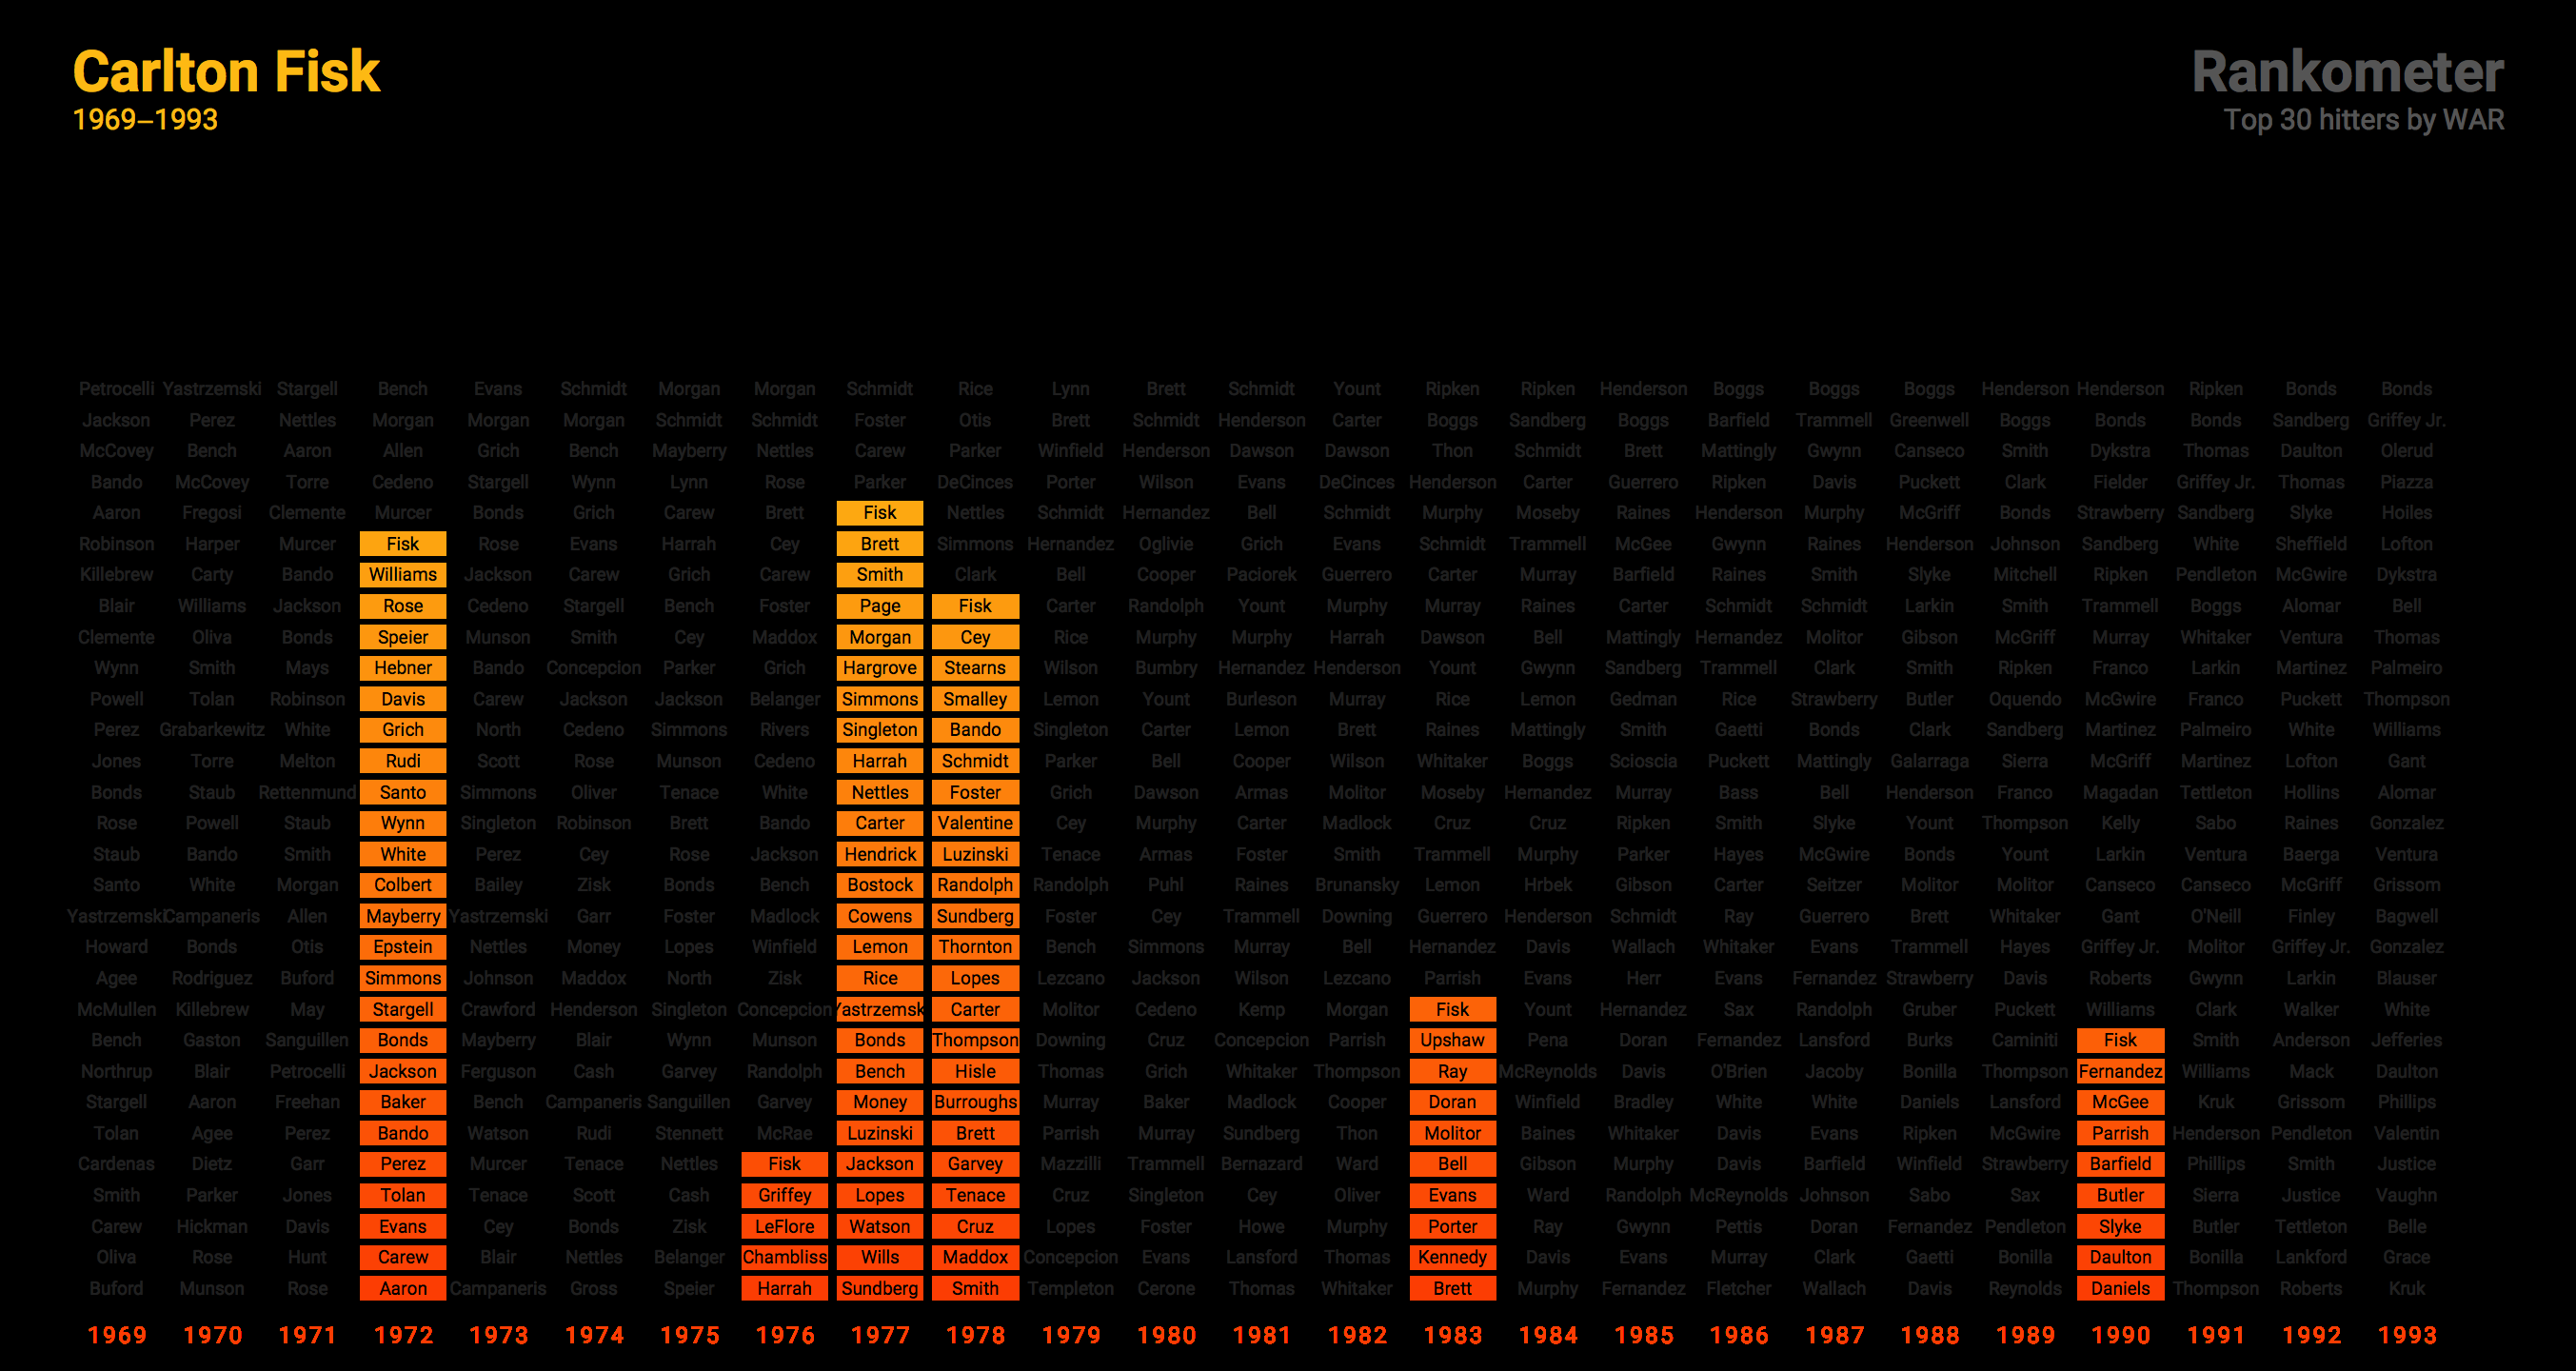 Carlton Fisk
1969–1993
Rankometer
Top 30 hitters by WAR
Petrocelli Yastrzemski Stargell Bench Evans Schmidt Morgan Morgan Schmidt Rice Lynn Brett Schmidt Yount Ripken Ripken Henderson Boggs Boggs Boggs Henderson Henderson Ripken Bonds Bonds
Jackson Perez Nettles Morgan Morgan Morgan Schmidt Schmidt Foster Otis Brett Schmidt Henderson Carter Boggs Sandberg Boggs Barfield Trammell Greenwell Boggs Bonds Bonds Sandberg Griffey Jr.
McCovey Bench Aaron Allen Grich Bench Mayberry Nettles Carew Parker Winfield Henderson Dawson Dawson Thon Schmidt Brett Mattingly Gwynn Canseco Smith Dykstra Thomas Daulton Olerud
Bando McCovey Torre Cedeno Stargell Wynn Lynn Rose Parker DeCinces Porter Wilson Evans DeCinces Henderson Carter Guerrero Ripken Davis Puckett Clark Fielder Griffey Jr. Thomas Piazza
Aaron Fregosi Clemente Murcer Bonds Grich Carew Brett Fisk Nettles Schmidt Hernandez Bell Schmidt Murphy Moseby Raines Henderson Murphy McGriff Bonds Strawberry Sandberg Slyke Hoiles
Robinson Harper Murcer Fisk Rose Evans Harrah Cey Brett Simmons Hernandez Oglivie Grich Evans Schmidt Trammell McGee Gwynn Raines Henderson Johnson Sandberg White Sheffield Lofton
Killebrew Carty Bando Williams Jackson Carew Grich Carew Smith Clark Bell Cooper Paciorek Guerrero Carter Murray Barfield Raines Smith Slyke Mitchell Ripken Pendleton McGwire Dykstra
Blair Williams Jackson Rose Cedeno Stargell Bench Foster Page Fisk Carter Randolph Yount Murphy Murray Raines Carter Schmidt Schmidt Larkin Smith Trammell Boggs Alomar Bell
Clemente Oliva Bonds Speier Munson Smith Cey Maddox Morgan Cey Rice Murphy Murphy Harrah Dawson Bell Mattingly Hernandez Molitor Gibson McGriff Murray Whitaker Ventura Thomas
Wynn Smith Mays Hebner Bando Concepcion Parker Grich Hargrove Stearns Wilson Bumbry Hernandez Henderson Yount Gwynn Sandberg Trammell Clark Smith Ripken Franco Larkin Martinez Palmeiro
Powell Tolan Robinson Davis Carew Jackson Jackson Belanger Simmons Smalley Lemon Yount Burleson Murray Rice Lemon Gedman Rice Strawberry Butler Oquendo McGwire Franco Puckett Thompson
Perez Grabarkewitz White Grich North Cedeno Simmons Rivers Singleton Bando Singleton Carter Lemon Brett Raines Mattingly Smith Gaetti Bonds Clark Sandberg Martinez Palmeiro White Williams
Jones Torre Melton Rudi Scott Rose Munson Cedeno Harrah Schmidt Parker Bell Cooper Wilson Whitaker Boggs Scioscia Puckett Mattingly Galarraga Sierra McGriff Martinez Lofton Gant
Bonds Staub Rettenmund Santo Simmons Oliver Tenace White Nettles Foster Grich Dawson Armas Molitor Moseby Hernandez Murray Bass Bell Henderson Franco Magadan Tettleton Hollins Alomar
Rose Powell Staub Wynn Singleton Robinson Brett Bando Carter Valentine Cey Murphy Carter Madlock Cruz Cruz Ripken Smith Slyke Yount Thompson Kelly Sabo Raines Gonzalez
Staub Bando Smith White Perez Cey Rose Jackson Hendrick Luzinski Tenace Armas Foster Smith Trammell Murphy Parker Hayes McGwire Bonds Yount Larkin Ventura Baerga Ventura
Santo White Morgan Colbert Bailey Zisk Bonds Bench Bostock Randolph Randolph Puhl Raines Brunansky Lemon Hrbek Gibson Carter Seitzer Molitor Molitor Canseco Canseco McGriff Grissom
Yastrzemski Campaneris Allen Mayberry Yastrzemski Garr Foster Madlock Cowens Sundberg Foster Cey Trammell Downing Guerrero Henderson Schmidt Ray Guerrero Brett Whitaker Gant O'Neill Finley Bagwell
Howard Bonds Otis Epstein Nettles Money Lopes Winfield Lemon Thornton Bench Simmons Murray Bell Hernandez Davis Wallach Whitaker Evans Trammell Hayes Griffey Jr. Molitor Griffey Jr. Gonzalez
Agee Rodriguez Buford Simmons Johnson Maddox North Zisk Rice Lopes Lezcano Jackson Wilson Lezcano Parrish Evans Herr Evans Fernandez Strawberry Davis Roberts Gwynn Larkin Blauser
McMullen Killebrew May Stargell Crawford Henderson Singleton Concepcion Yastrzemsk Carter Molitor Cedeno Kemp Morgan Fisk Yount Hernandez Sax Randolph Gruber Puckett Williams Clark Walker White
Bench Gaston Sanguillen Bonds Mayberry Blair Wynn Munson Bonds Thompson Downing Cruz Concepcion Parrish Upshaw Pena Doran Fernandez Lansford Burks Caminiti Fisk Smith Anderson Jefferies
Northrup Blair Petrocelli Jackson Ferguson Cash Garvey Randolph Bench Hisle Thomas Grich Whitaker Thompson Ray McReynolds Davis O'Brien Jacoby Bonilla Thompson Fernandez Williams Mack Daulton
Stargell Aaron Freehan Baker Bench Campaneris Sanguillen Garvey Money Burroughs Murray Baker Madlock Cooper Doran Winfield Bradley White White Daniels Lansford McGee Kruk Grissom Phillips
Tolan Agee Perez Bando Watson Rudi Stennett McRae Luzinski Brett Parrish Murray Sundberg Thon Molitor Baines Whitaker Davis Evans Ripken McGwire Parrish Henderson Pendleton Valentin
Cardenas Dietz Garr Perez Murcer Tenace Nettles Fisk Jackson Garvey Mazzilli Trammell Bernazard Ward Bell Gibson Murphy Davis Barfield Winfield Strawberry Barfield Phillips Smith Justice
Smith Parker Jones Tolan Tenace Scott Cash Griffey Lopes Tenace Cruz Singleton Cey Oliver Evans Ward Randolph McReynolds Johnson Sabo Sax Butler Sierra Justice Vaughn
Carew Hickman Davis Evans Cey Bonds Zisk LeFlore Watson Cruz Lopes Foster Howe Murphy Porter Ray Gwynn Pettis Doran Fernandez Pendleton Slyke Butler Tettleton Belle
Oliva Rose Hunt Carew Blair Nettles Belanger Chambliss Wills Maddox Concepcion Evans Lansford Thomas Kennedy Davis Evans Murray Clark Gaetti Bonilla Daulton Bonilla Lankford Grace
Buford Munson Rose Aaron Campaneris Gross Speier Harrah Sundberg Smith Templeton Cerone Thomas Whitaker Brett Murphy Fernandez Fletcher Wallach Davis Reynolds Daniels Thompson Roberts Kruk
1969 1970 1971 1972 1973 1974 1975 1976 1977 1978 1979 1980 1981 1982 1983 1984 1985 1986 1987 1988 1989 1990 1991 1992 1993